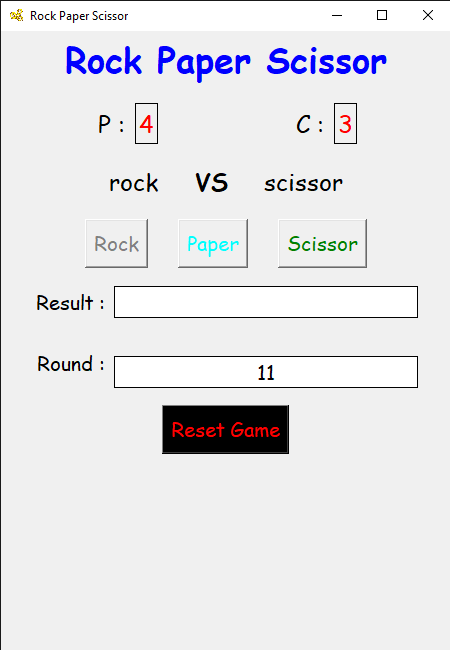 Rock Paper Scissor
Rock Paper Scissor
P : 4 C : 3
rock VS scissor
Rock Paper Scissor
Result :
Round : 11
Reset Game